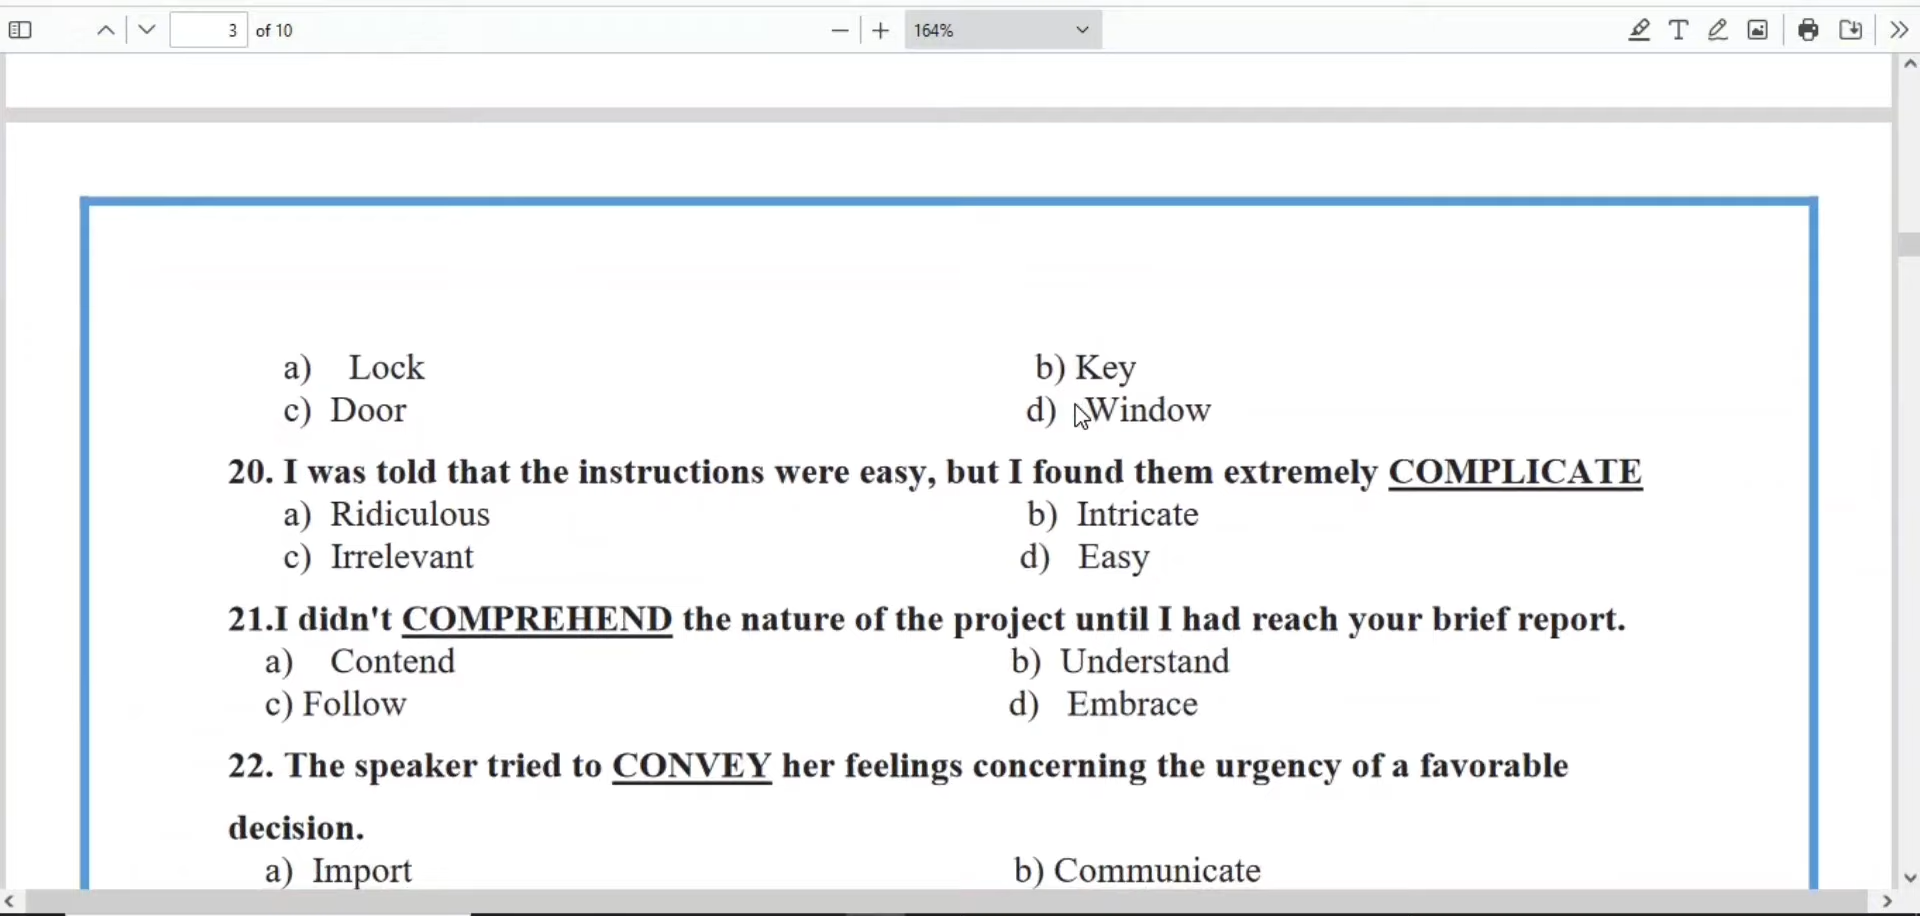 3 of 10 164%
a) Lock b) Key
c) Door d) Window
20. I was told that the instructions were easy, but I found them extremely COMPLICATE
a) Ridiculous b) Intricate
c) Irrelevant d) Easy
21.I didn't COMPREHEND the nature of the project until I had reach your brief report.
a) Contend b) Understand
c) Follow d) Embrace
22. The speaker tried to CONVEY her feelings concerning the urgency of a favorable
decision.
a) Import b) Communicate